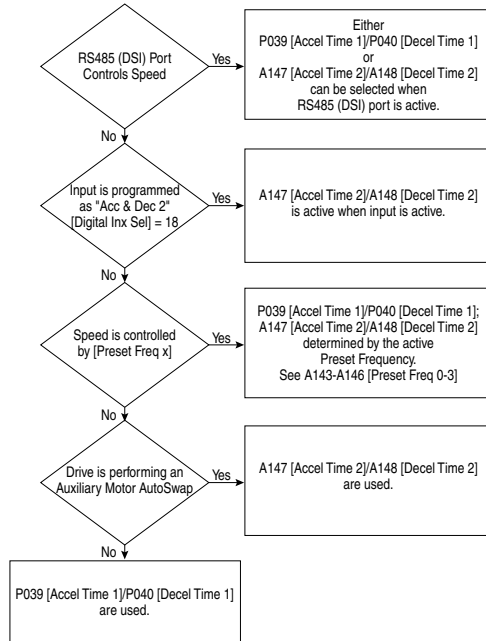 RS485 (DSI) Port
Controls Speed
Yes
Either
P039 [Accel Time 1]/P040 [Decel Time 1]
or
A147 [Accel Time 2]/A148 [Decel Time 2]
can be selected when
RS485 (DSI) port is active.
No
Input is programmed
as "Acc & Dec 2"
[Digital Inx Sel] = 18
Yes
A147 [Accel Time 2]/A148 [Decel Time 2]
is active when input is active.
No
Speed is controlled
by [Preset Freq x]
Yes
P039 [Accel Time 1]/P040 [Decel Time 1];
A147 [Accel Time 2]/A148 [Decel Time 2]
determined by the active
Preset Frequency.
See A143-A146 [Preset Freq 0-3]
No
Drive is performing an
Auxiliary Motor AutoSwap
Yes
A147 [Accel Time 2]/A148 [Decel Time 2]
are used.
No
P039 [Accel Time 1]/P040 [Decel Time 1]
are used.